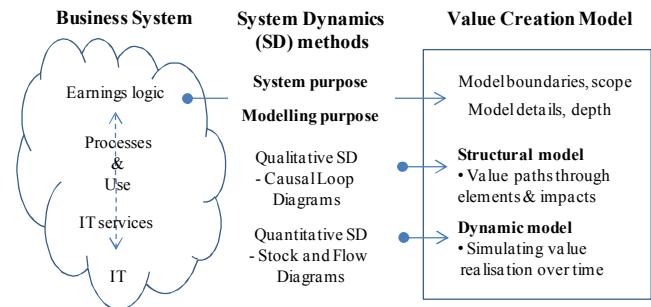 Business System
System Dynamics
(SD) methods
Value Creation Model
Earnings logic
Processes
&
Use
IT services
IT
System purpose
Modelling purpose
Qualitative SD
- Causal Loop
Diagrams
Quantitative SD
- Stock and Flow
Diagrams
Model boundaries, scope
Model details, depth
Structural model
• Value paths through
elements & impacts
Dynamic model
• Simulating value
realisation over time